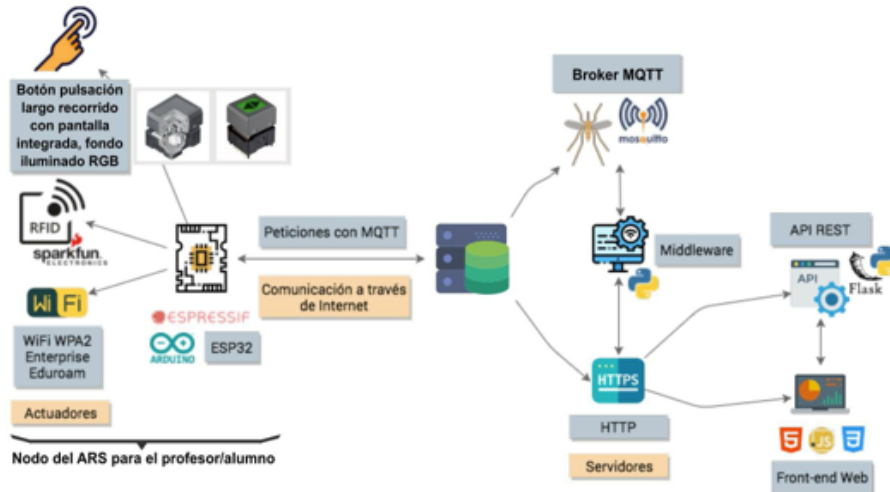 Botón pulsación
largo recorrido
con pantalla
integrada, fondo
iluminado RGB
RFID
sparkfun
ELECTRONICS
WiFi
WiFi WPA2
Enterprise
Eduroam
Actuadores
ESPRESSIF
ARDUINO
ESP32
Nodo del ARS para el profesor/alumno
Peticiones con MQTT
Comunicación a través
de Internet
Broker MQTT
mosquitto
Middleware
HTTPS
HTTP
Servidores
API REST
API
Flask
5
JS
3
Front-end Web